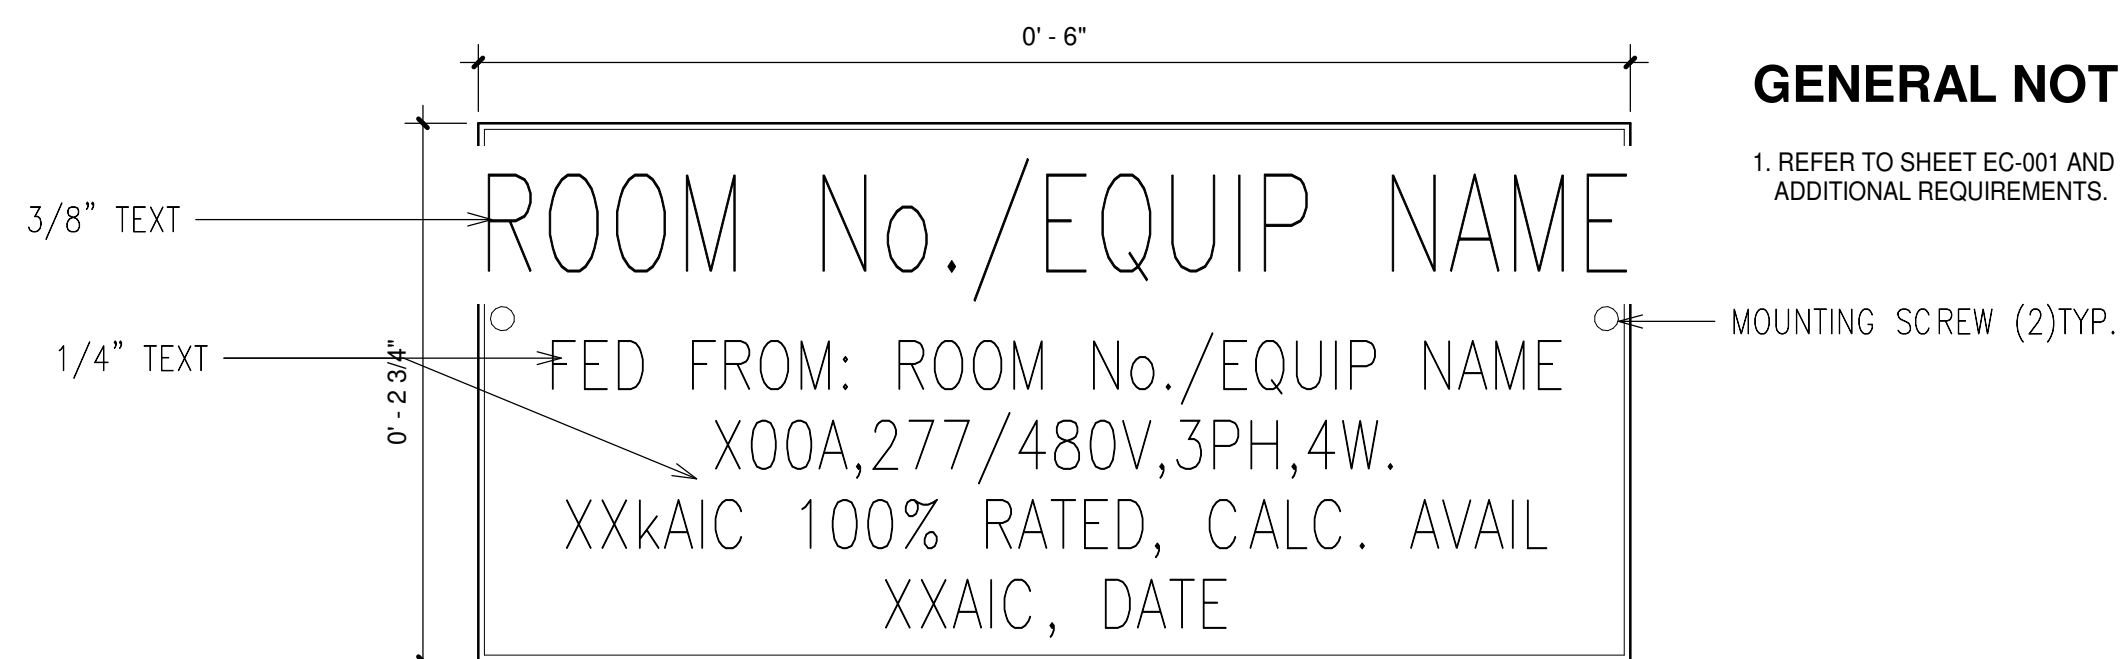 0' - 6"
GENERAL NOT
1. REFER TO SHEET EC-001 AND
ADDITIONAL REQUIREMENTS.
3/8” TEXT
ROOM No./EQUIP NAME
MOUNTING SCREW (2)TYP.
1/4” TEXT
0' - 2 3/4"
FED FROM: ROOM No./EQUIP NAME
X00A,277/480V,3PH,4W.
XXkAIC 100% RATED, CALC. AVAIL
XXAIC, DATE